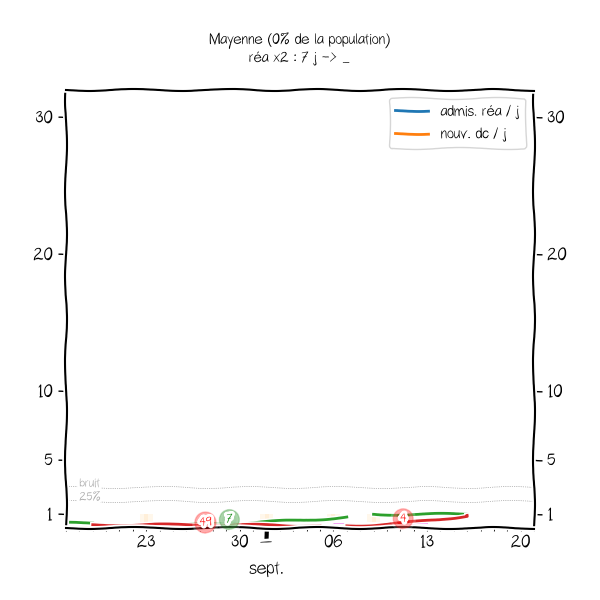 Mayenne (0% de la population)
réa x2 : 7 j -> _
admis. réa / j
nouv. dc / j
30 30
20 20
10 10
5 5
bruit
25%
1 49 7 4 1
23 30 06 13 20
sept.